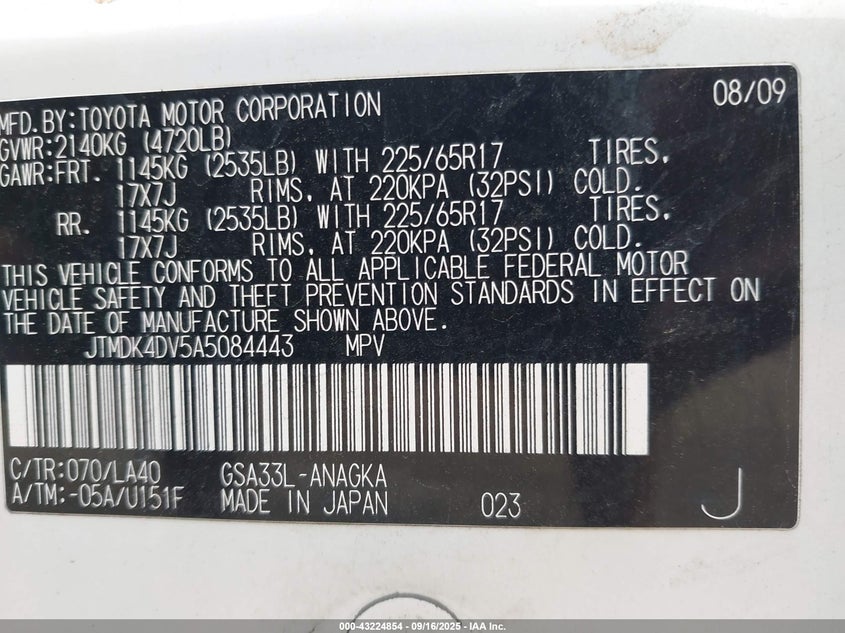 08/09
MFD.BY:TOYOTA MOTOR CORPORATION
GVWR:2140KG (4720LB)
GAWR:FRT. 1145KG (2535LB) WITH 225/65R17 TIRES,
17X7J RIMS, AT 220KPA (32PSI) COLD.
RR. 1145KG (2535LB) WITH 225/65R17 TIRES,
17X7J RIMS, AT 220KPA (32PSI) COLD.
THIS VEHICLE CONFORMS TO ALL APPLICABLE FEDERAL MOTOR
VEHICLE SAFETY AND THEFT PREVENTION STANDARDS IN EFFECT ON
THE DATE OF MANUFACTURE SHOWN ABOVE.
JTMDK4DV5A5084443 MPV
C/TR:070/LA40 GSA33L-ANAGKA
A/TM:-05A/U151F MADE IN JAPAN 023 J
000-43224854 - 09/16/2025 - IAA Inc.